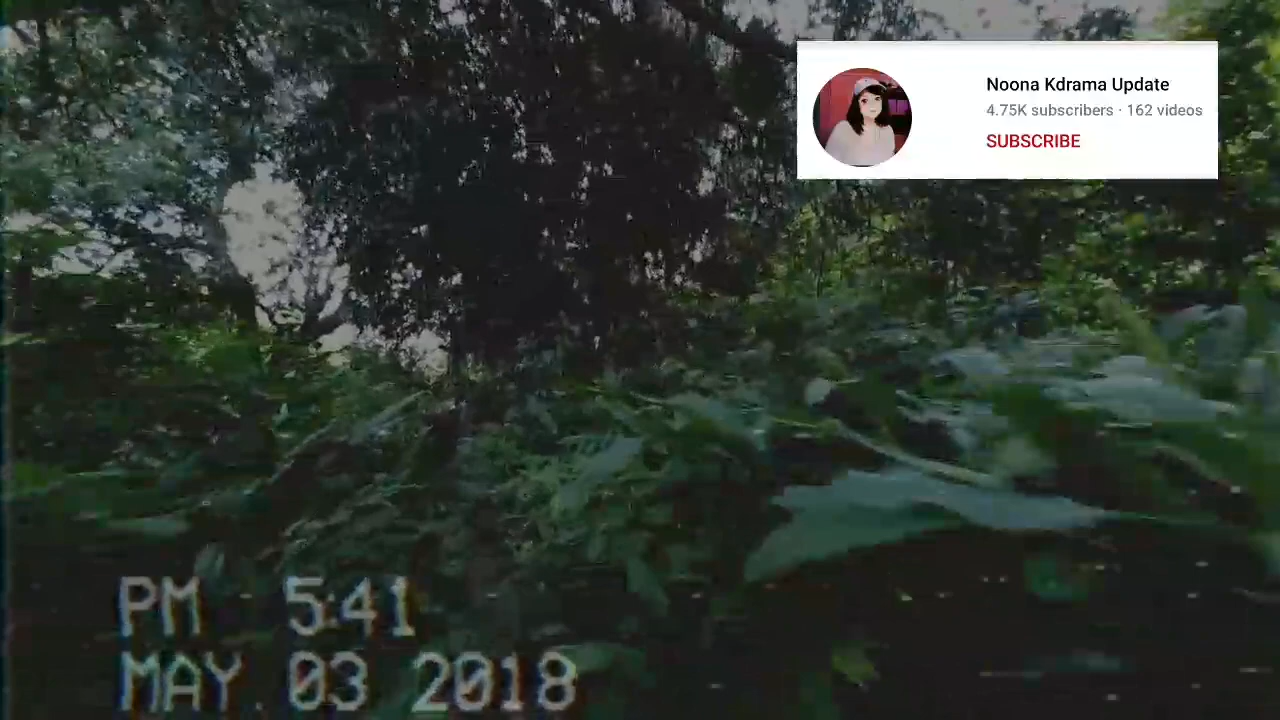 Noona Kdrama Update
4.75K subscribers · 162 videos
SUBSCRIBE
PM 5:41
MAY. 03 2018